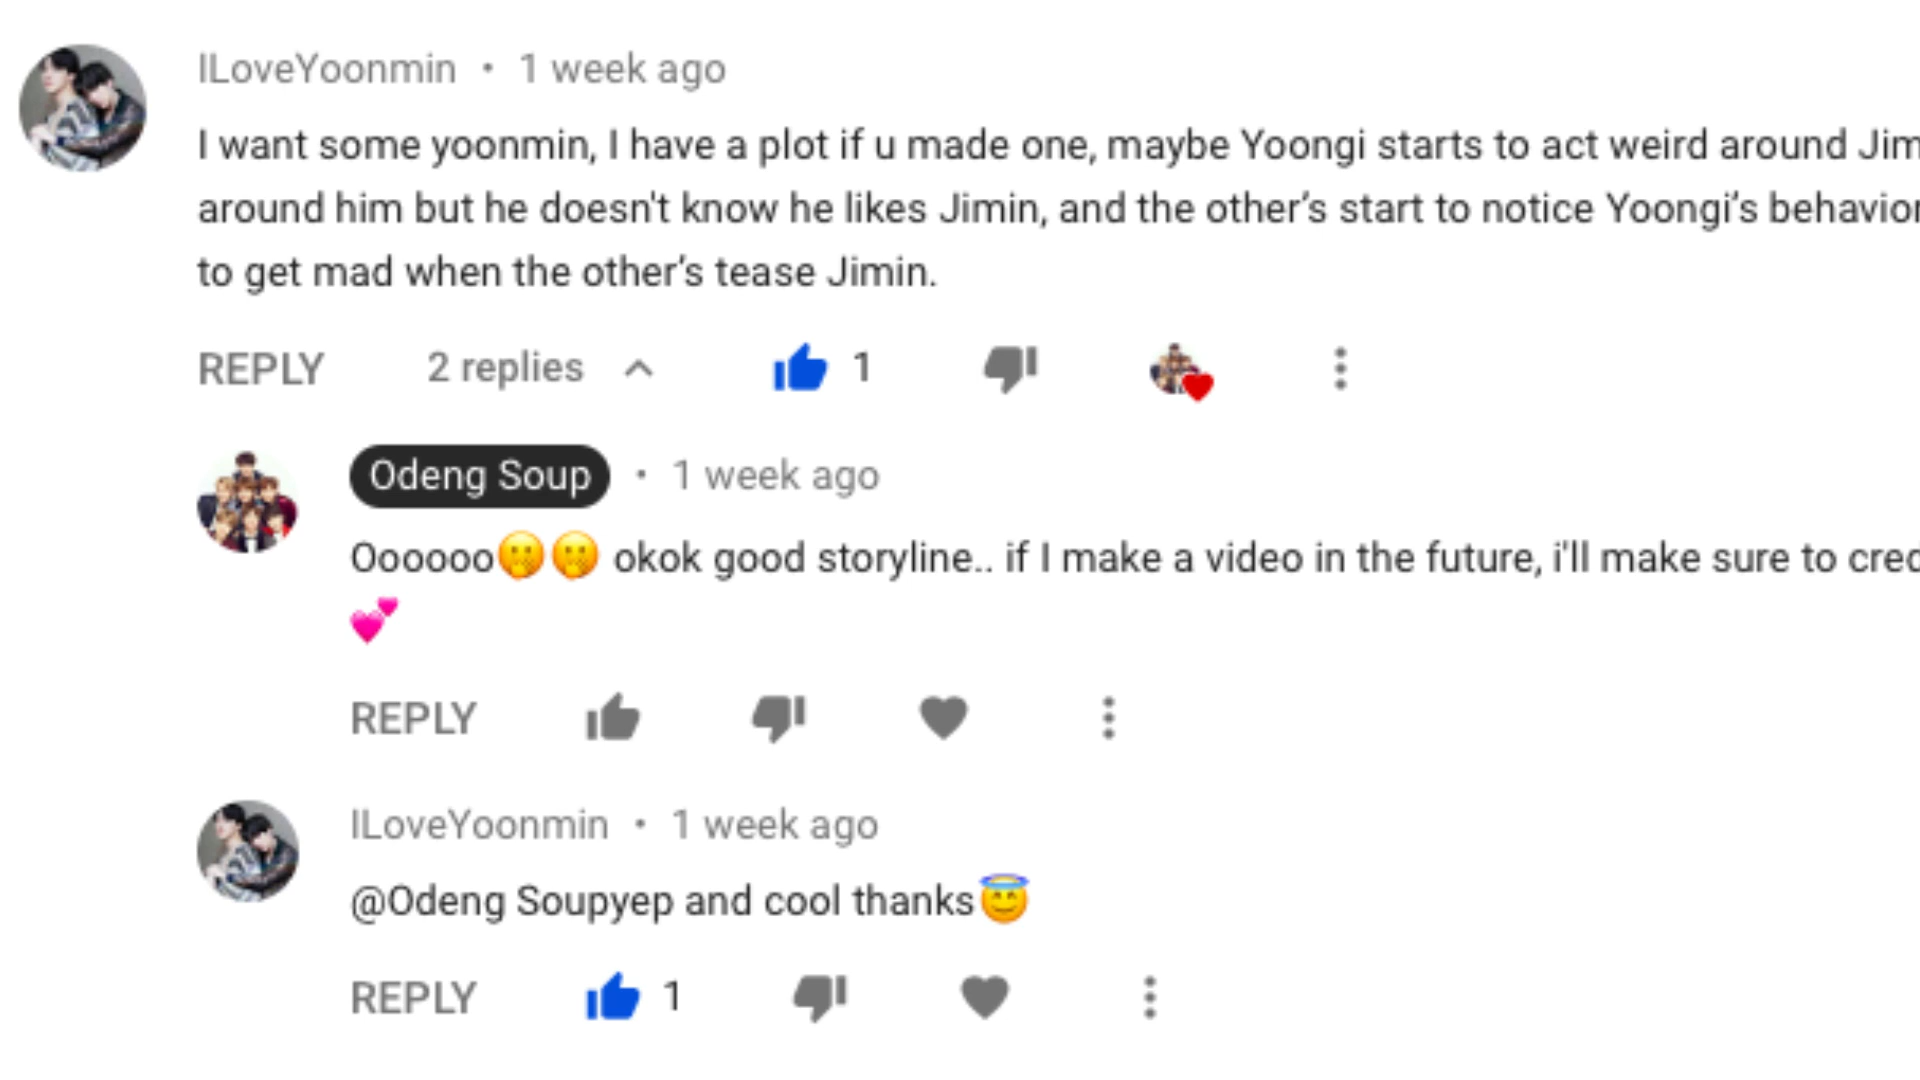 ILoveYoonmin • 1 week ago
I want some yoonmin, I have a plot if u made one, maybe Yoongi starts to act weird around Jim
around him but he doesn't know he likes Jimin, and the other’s start to notice Yoongi’s behavior
to get mad when the other’s tease Jimin.
REPLY 2 replies 1
Odeng Soup • 1 week ago
Oooooo🤭🤭 okok good storyline.. if I make a video in the future, i'll make sure to cred
💕
REPLY
ILoveYoonmin • 1 week ago
@Odeng Soupyep and cool thanks😇
REPLY 1